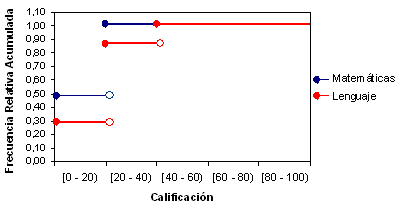 Frecuencia Relativa Acumulada
1,10
1,00
0,90
0,80
0,70
0,60
0,50
0,40
0,30
0,20
0,10
0,00
[0 - 20) [20 - 40) [40 - 60) [60 - 80) [80 - 100)
Calificación
Matemáticas
Lenguaje